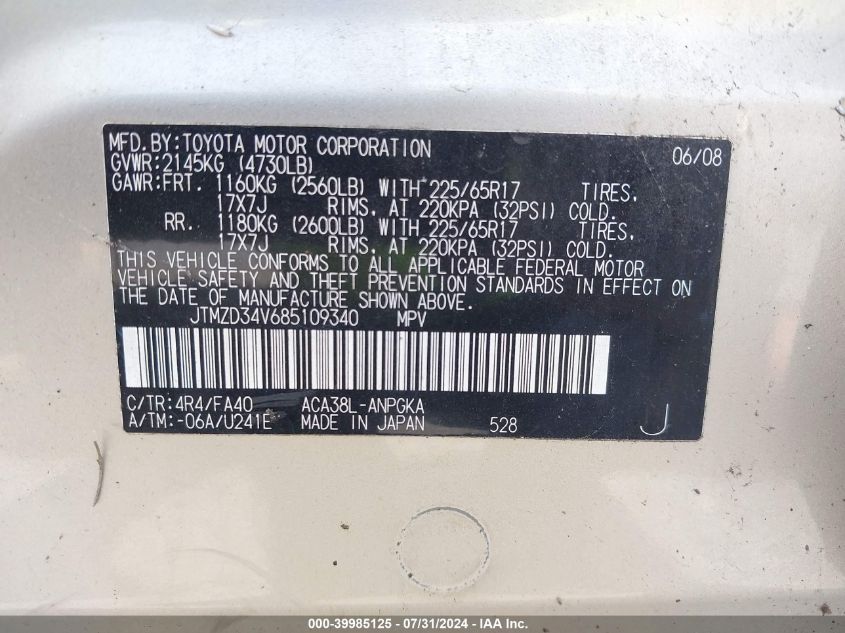 MFD. BY: TOYOTA MOTOR CORPORATION 06/08
GVWR: 2145KG (4730LB)
GAWR: FRT. 1160KG (2560LB) WITH 225/65R17 TIRES,
17X7J RIMS, AT 220KPA (32PSI) COLD.
RR. 1180KG (2600LB) WITH 225/65R17 TIRES,
17X7J RIMS, AT 220KPA (32PSI) COLD.
THIS VEHICLE CONFORMS TO ALL APPLICABLE FEDERAL MOTOR
VEHICLE SAFETY AND THEFT PREVENTION STANDARDS IN EFFECT ON
THE DATE OF MANUFACTURE SHOWN ABOVE.
JTMZD34V685109340 MPV
C/TR: 4R4/FA40 ACA38L-ANPGKA
A/TM: -06A/U241E MADE IN JAPAN 528 J
000-39985125 - 07/31/2024 - IAA Inc.